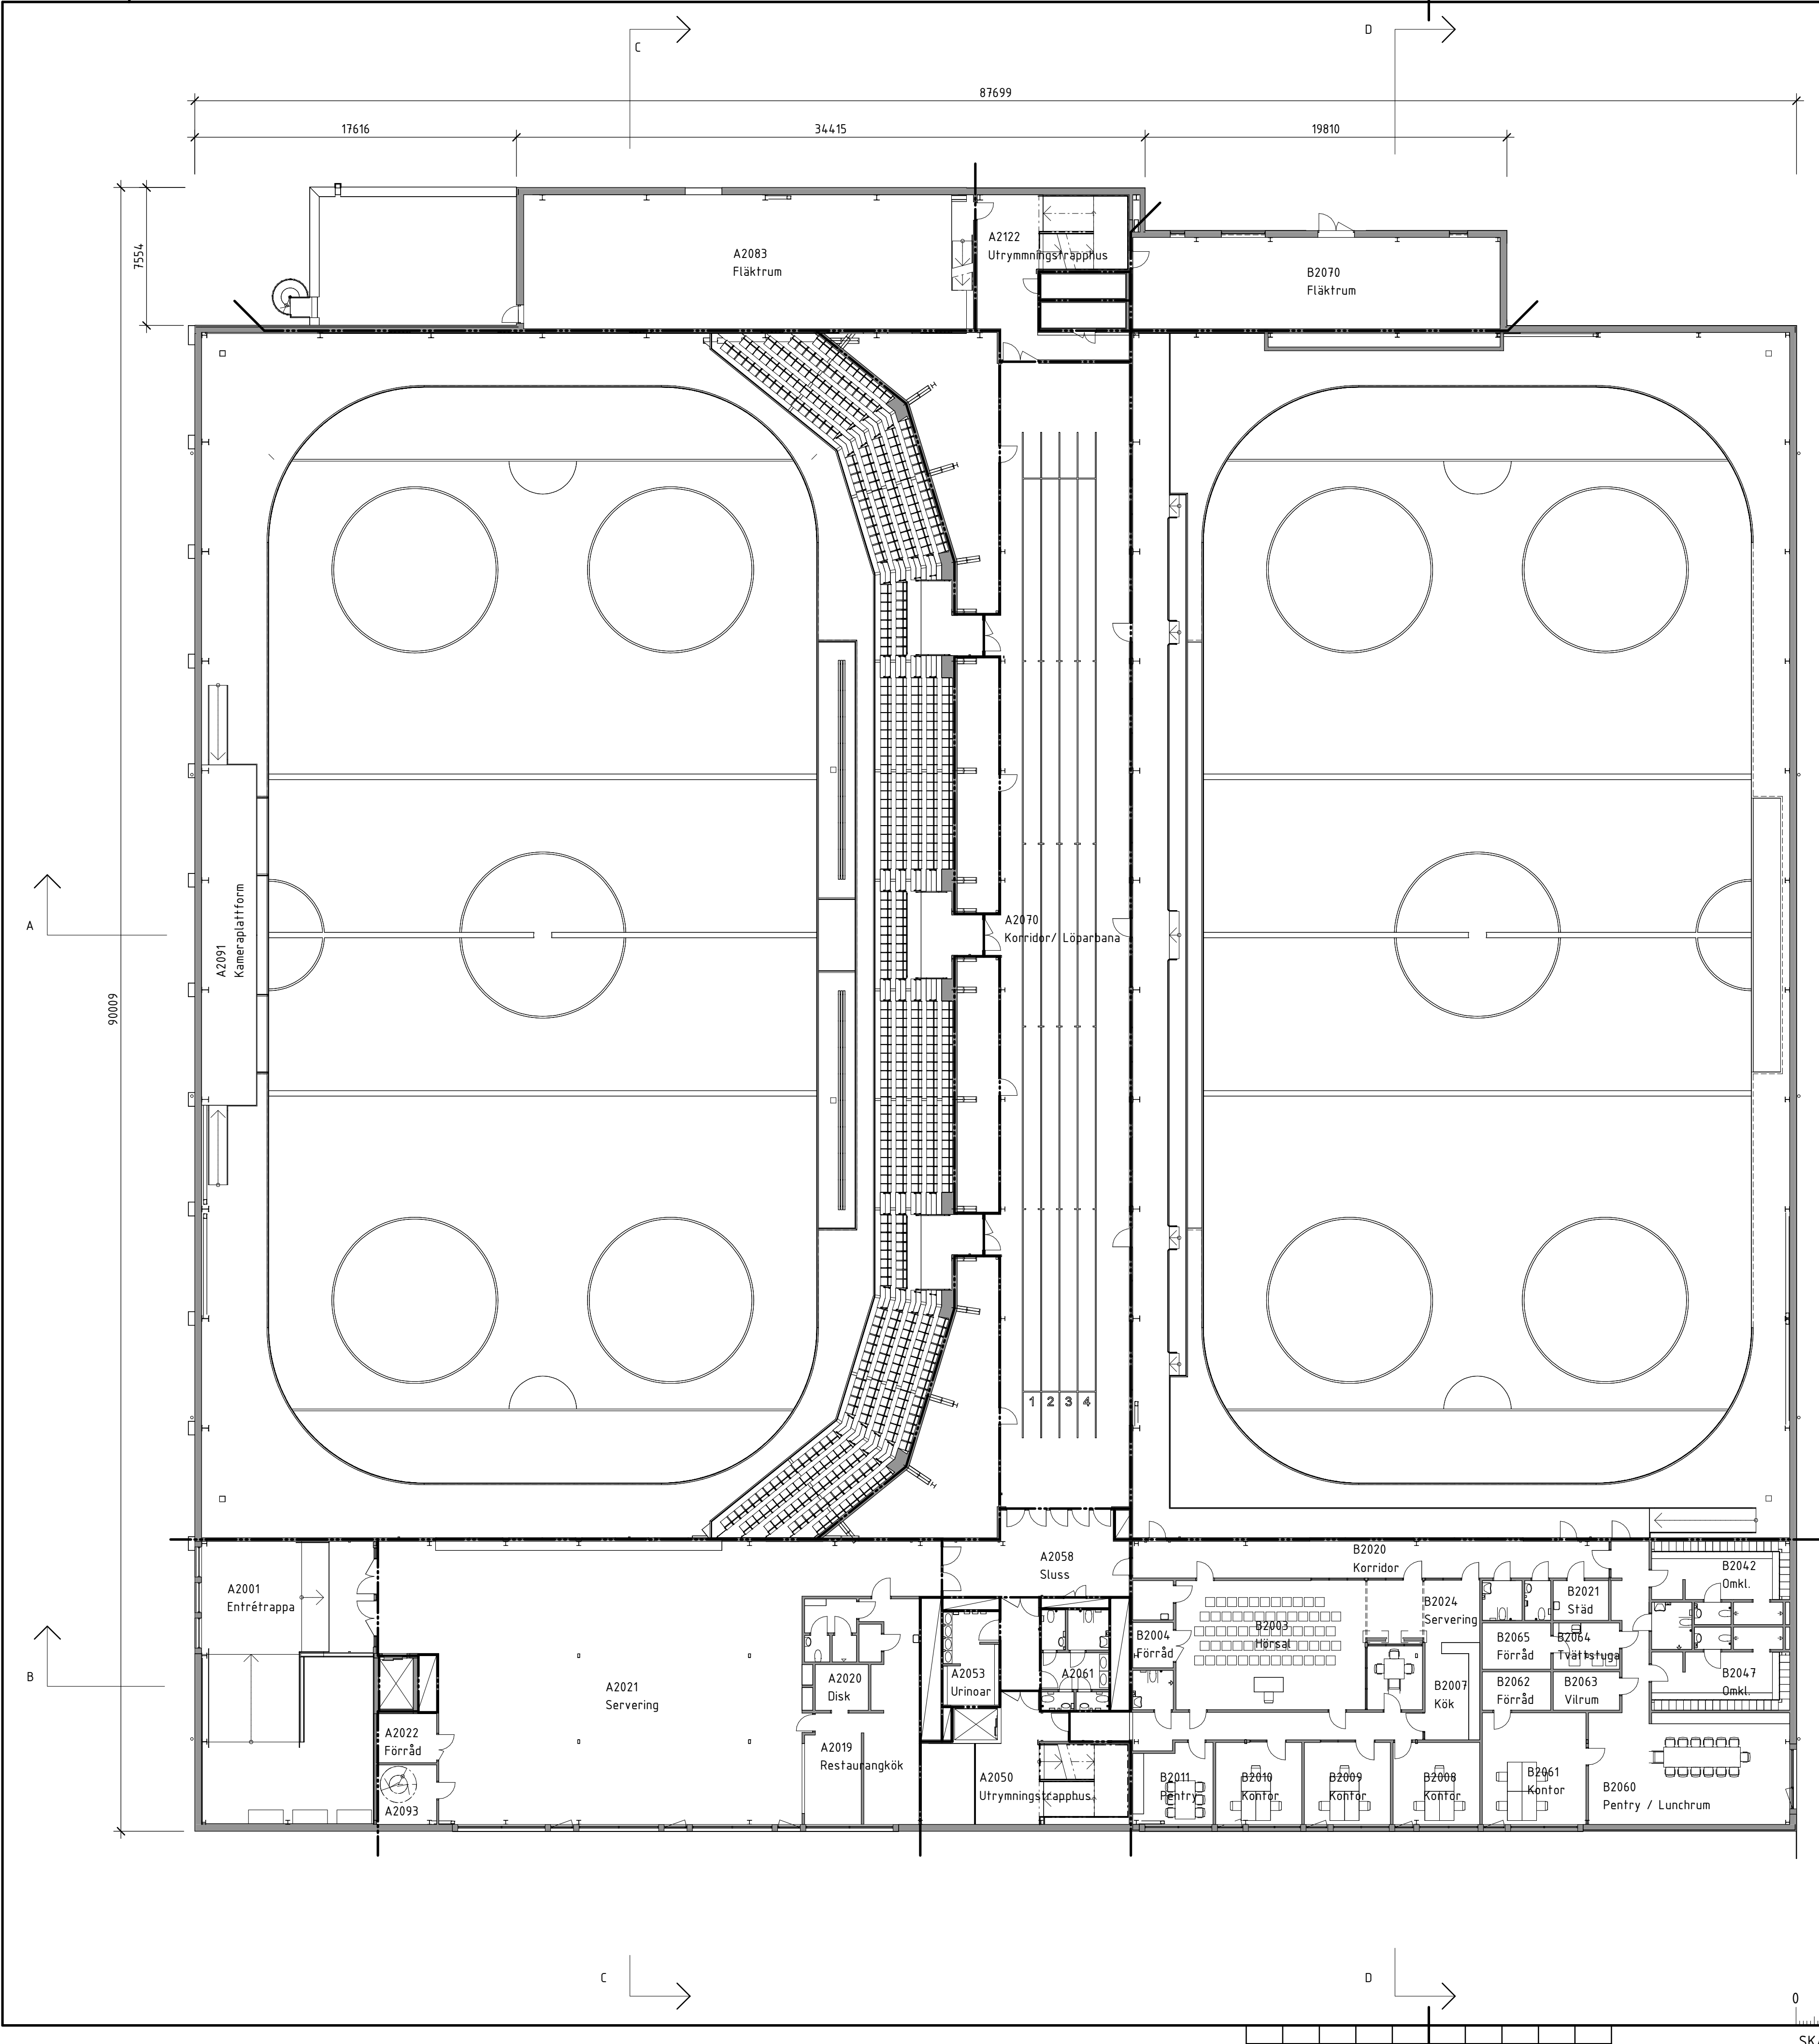 C
D
87699
17616
34415
19810
7554
A2083
Fläktrum
A2122
Utrymmningstrapphus
B2070
Fläktrum
A
A2091
Kameraplattform
90009
A2070
Korridor/ Löparbana
1 2 3 4
A2001
Entrétrappa
A2058
Sluss
B2020
Korridor
B2042
Omkl.
B2021
Städ
B2024
Servering
B2003
Hörsal
B2004
Förråd
B2065
Förråd
B2064
Tvättstuga
B
A2021
Servering
A2020
Disk
A2053
Urinoar
A2061
B2007
Kök
B2062
Förråd
B2063
Vilrum
B2047
Omkl.
A2022
Förråd
A2019
Restaurangkök
A2093
A2050
Utrymningstrapphus
B2011
Pentry
B2010
Kontor
B2009
Kontor
B2008
Kontor
B2061
Kontor
B2060
Pentry / Lunchrum
C
D
0
SK